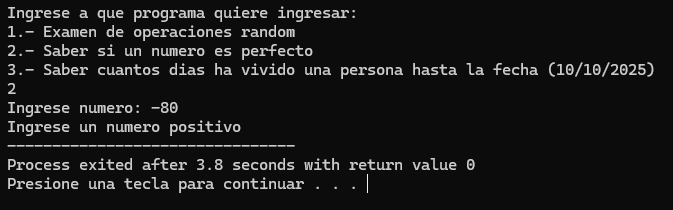 Ingrese a que programa quiere ingresar:
1.- Examen de operaciones random
2.- Saber si un numero es perfecto
3.- Saber cuantos dias ha vivido una persona hasta la fecha (10/10/2025)
2
Ingrese numero: -80
Ingrese un numero positivo
--------------------------------
Process exited after 3.8 seconds with return value 0
Presione una tecla para continuar . . .